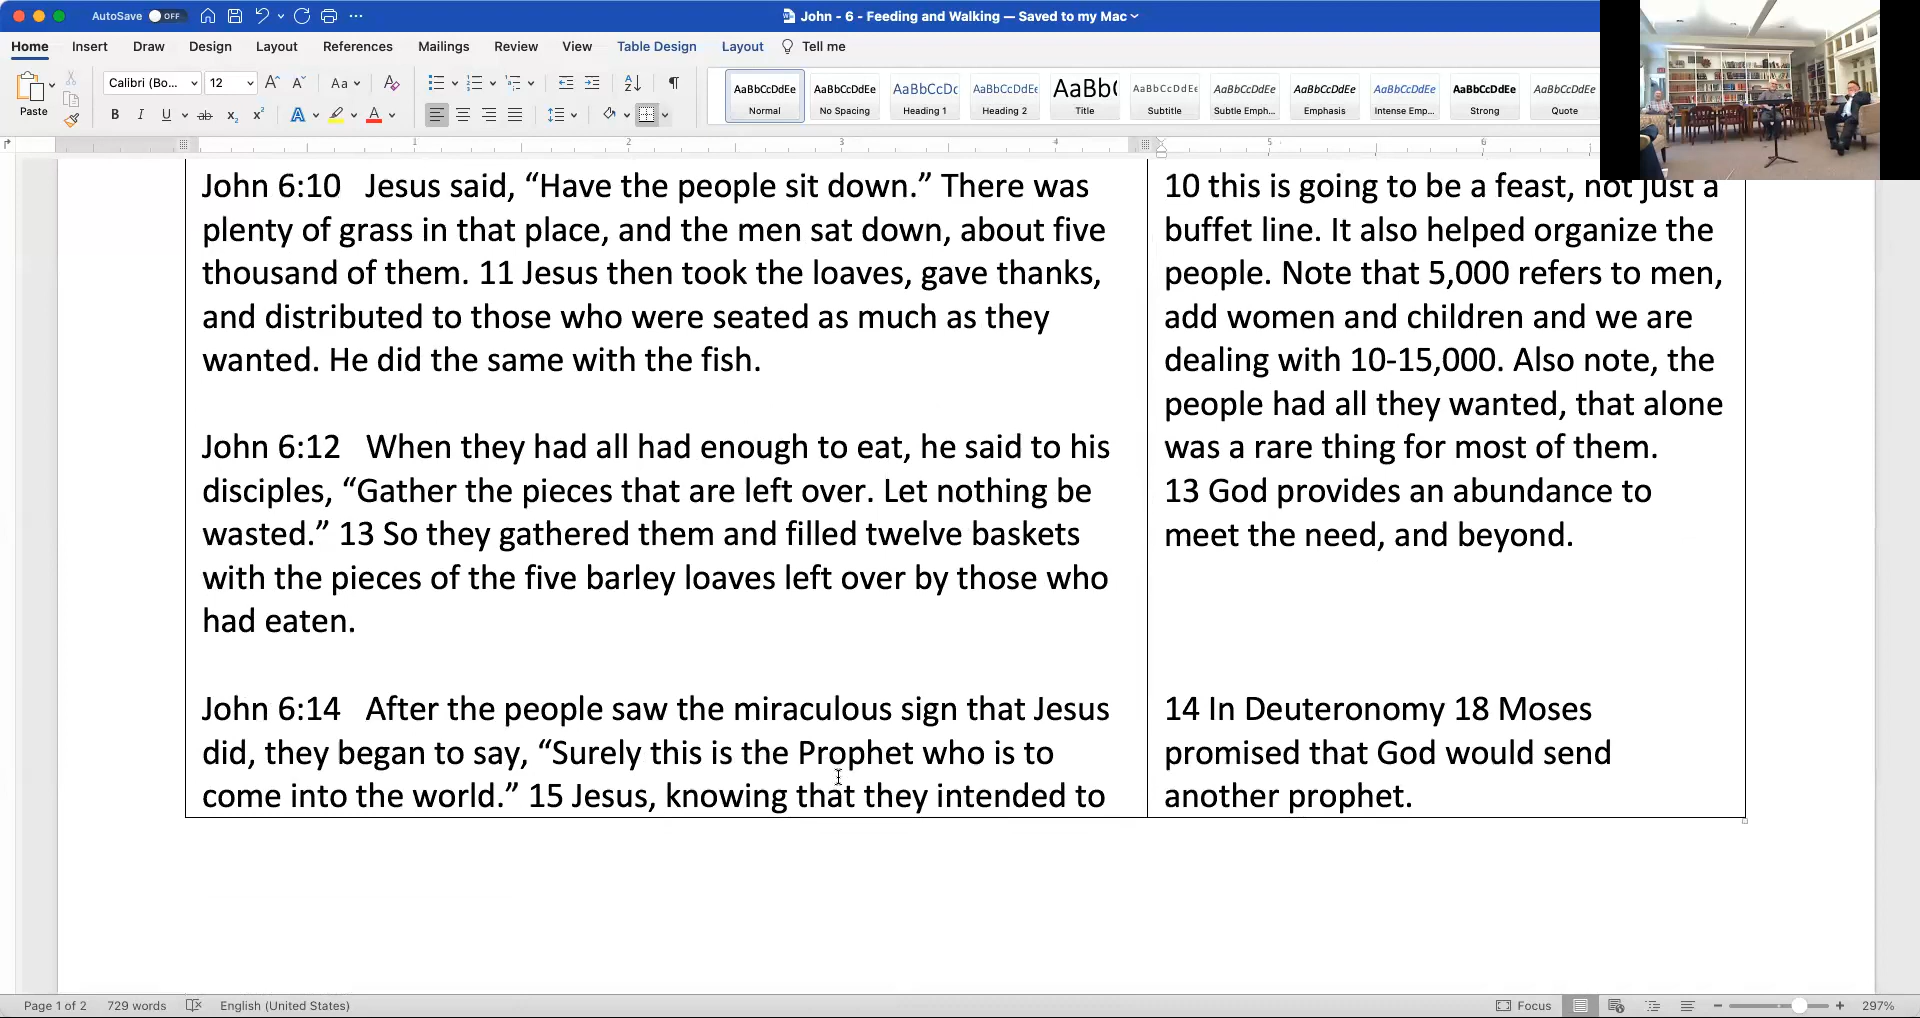 AutoSave OFF
John - 6 - Feeding and Walking — Saved to my Mac
Home Insert Draw Design Layout References Mailings Review View Table Design Layout Tell me
Paste
Calibri (Bo... 12
AaBbCcDdEe Normal
AaBbCcDdEe No Spacing
AaBbCcDc Heading 1
AaBbCcDdEe Heading 2
AaBbC Title
AaBbCcDdEe Subtitle
AaBbCcDdEe Subtle Emph...
AaBbCcDdEe Emphasis
AaBbCcDdEe Intense Emp...
AaBbCcDdEe Strong
AaBbCcDdEe Quote
1 2 3 4 5 6
John 6:10 Jesus said, “Have the people sit down.” There was
plenty of grass in that place, and the men sat down, about five
thousand of them. 11 Jesus then took the loaves, gave thanks,
and distributed to those who were seated as much as they
wanted. He did the same with the fish.
John 6:12 When they had all had enough to eat, he said to his
disciples, “Gather the pieces that are left over. Let nothing be
wasted.” 13 So they gathered them and filled twelve baskets
with the pieces of the five barley loaves left over by those who
had eaten.
John 6:14 After the people saw the miraculous sign that Jesus
did, they began to say, “Surely this is the Prophet who is to
come into the world.” 15 Jesus, knowing that they intended to
10 this is going to be a feast, not just a
buffet line. It also helped organize the
people. Note that 5,000 refers to men,
add women and children and we are
dealing with 10-15,000. Also note, the
people had all they wanted, that alone
was a rare thing for most of them.
13 God provides an abundance to
meet the need, and beyond.
14 In Deuteronomy 18 Moses
promised that God would send
another prophet.
Page 1 of 2 729 words English (United States) Focus 297%